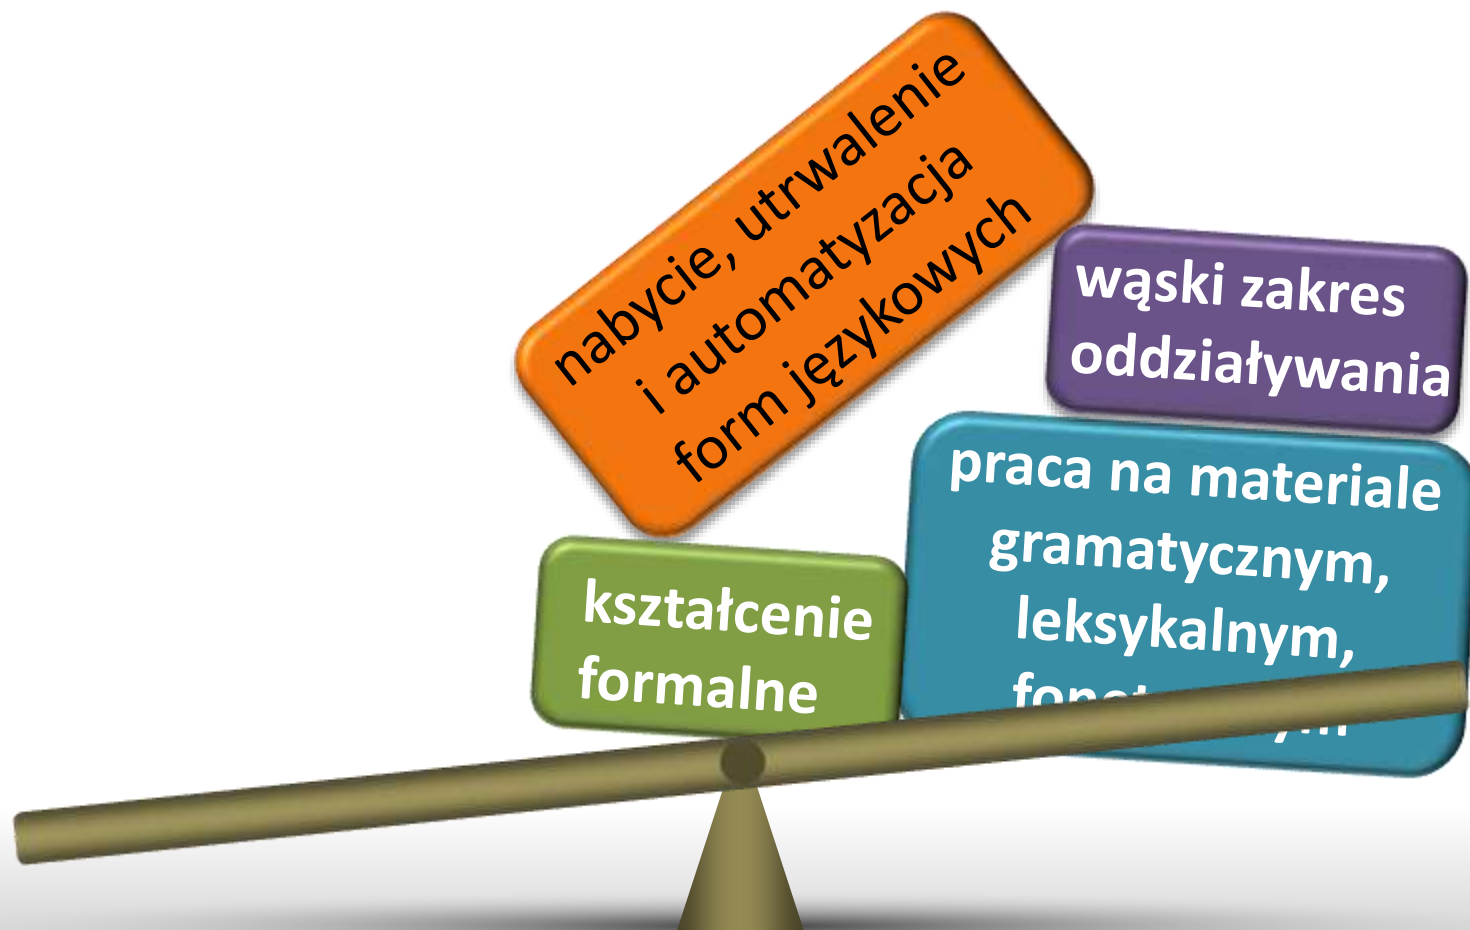 nabycie, utrwalenie
i automatyzacja
form językowych
wąski zakres
oddziaływania
praca na materiale
gramatycznym,
leksykalnym,
kształcenie
formalne